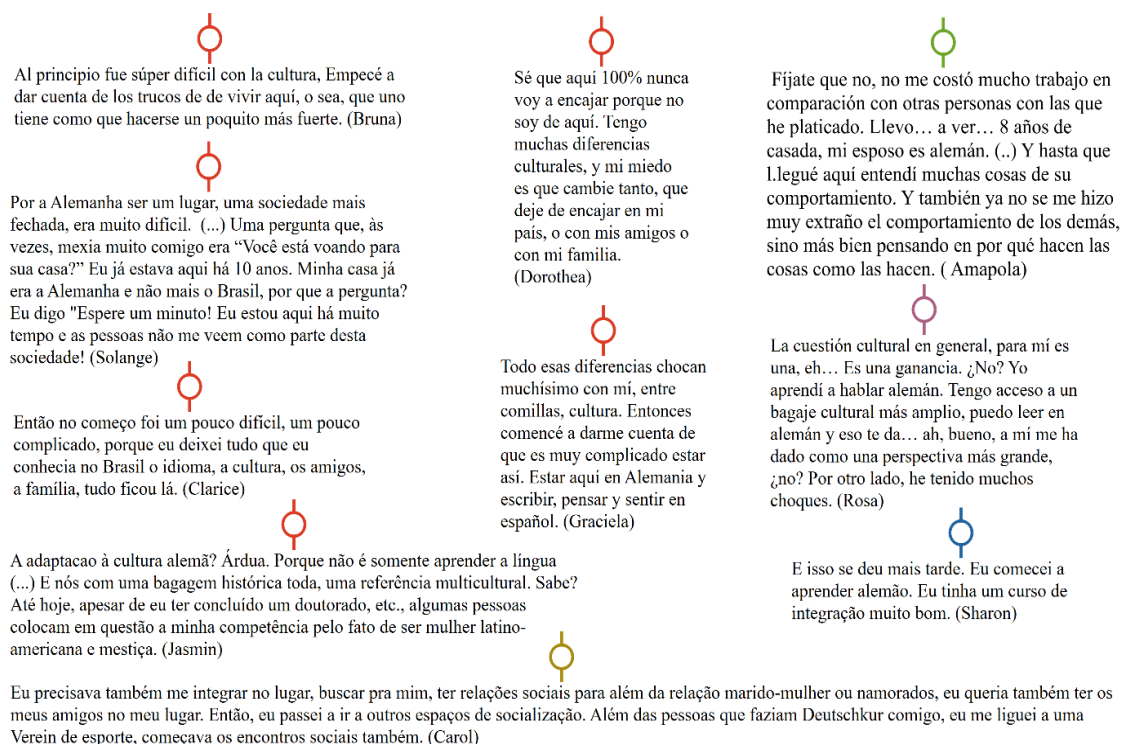 Al principio fue súper difícil con la cultura, Empecé a
dar cuenta de los trucos de de vivir aquí, o sea, que uno
tiene como que hacerse un poquito más fuerte. (Bruna)
Por a Alemanha ser um lugar, uma sociedade mais
fechada, era muito difícil. (...) Uma pergunta que, às
vezes, mexia muito comigo era “Você está voando para
sua casa?” Eu já estava aqui há 10 anos. Minha casa já
era a Alemanha e não mais o Brasil, por que a pergunta?
Eu digo "Espere um minuto! Eu estou aqui há muito
tempo e as pessoas não me veem como parte desta
sociedade! (Solange)
Então no começo foi um pouco difícil, um pouco
complicado, porque eu deixei tudo que eu
conhecia no Brasil o idioma, a cultura, os amigos,
a família, tudo ficou lá. (Clarice)
A adaptacao à cultura alemã? Árdua. Porque não é somente aprender a língua
(...) E nós com uma bagagem histórica toda, uma referência multicultural. Sabe?
Até hoje, apesar de eu ter concluído um doutorado, etc., algumas pessoas
colocam em questão a minha competência pelo fato de ser mulher latino-
americana e mestiça. (Jasmin)
Sé que aquí 100% nunca
voy a encajar porque no
soy de aquí. Tengo
muchas diferencias
culturales, y mi miedo
es que cambie tanto, que
deje de encajar en mi
país, o con mis amigos o
con mi familia.
(Dorothea)
Todo esas diferencias chocan
muchísimo con mí, entre
comillas, cultura. Entonces
comencé a darme cuenta de
que es muy complicado estar
así. Estar aquí en Alemania y
escribir, pensar y sentir en
español. (Graciela)
Fíjate que no, no me costó mucho trabajo en
comparación con otras personas con las que
he platicado. Llevo… a ver… 8 años de
casada, mi esposo es alemán. (..) Y hasta que
l.legué aquí entendí muchas cosas de su
comportamiento. Y también ya no se me hizo
muy extraño el comportamiento de los demás,
sino más bien pensando en por qué hacen las
cosas como las hacen. ( Amapola)
La cuestión cultural en general, para mí es
una, eh… Es una ganancia. ¿No? Yo
aprendí a hablar alemán. Tengo acceso a un
bagaje cultural más amplio, puedo leer en
alemán y eso te da… ah, bueno, a mí me ha
dado como una perspectiva más grande,
¿no? Por otro lado, he tenido muchos
choques. (Rosa)
E isso se deu mais tarde. Eu comecei a
aprender alemão. Eu tinha um curso de
integração muito bom. (Sharon)
Eu precisava também me integrar no lugar, buscar pra mim, ter relações sociais para além da relação marido-mulher ou namorados, eu queria também ter os
meus amigos no meu lugar. Então, eu passei a ir a outros espaços de socialização. Além das pessoas que faziam Deutschkur comigo, eu me liguei a uma
Verein de esporte, começava os encontros sociais também. (Carol)